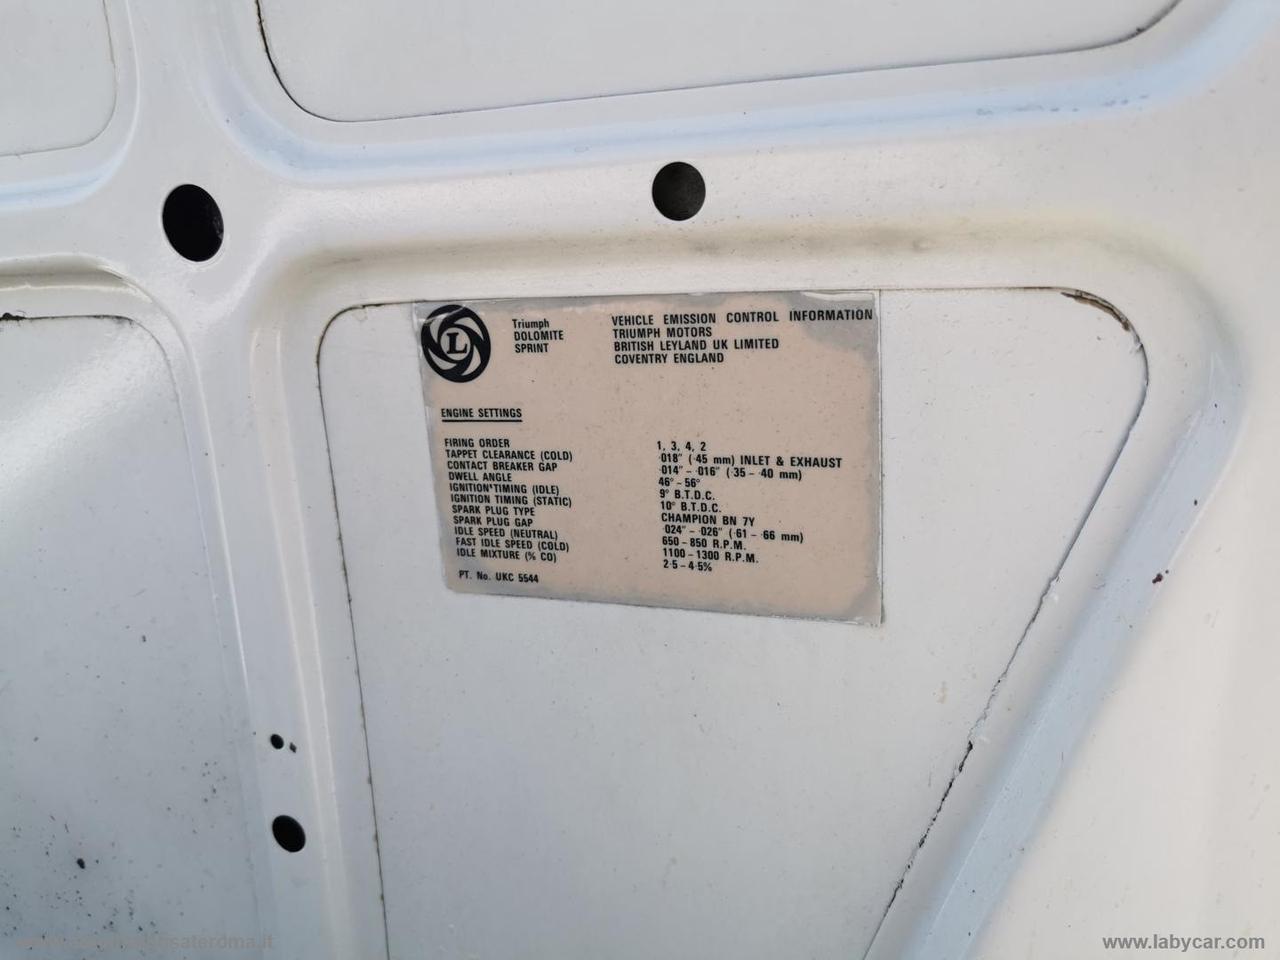 L
Triumph
DOLOMITE
SPRINT
VEHICLE EMISSION CONTROL INFORMATION
TRIUMPH MOTORS
BRITISH LEYLAND UK LIMITED
COVENTRY ENGLAND
ENGINE SETTINGS
FIRING ORDER 1, 3, 4, 2
TAPPET CLEARANCE (COLD) ·018" (·45 mm) INLET & EXHAUST
CONTACT BREAKER GAP ·014" – ·016" (·35 – ·40 mm)
DWELL ANGLE 46° – 56°
IGNITION TIMING (IDLE) 9° B.T.D.C.
IGNITION TIMING (STATIC) 10° B.T.D.C.
SPARK PLUG TYPE CHAMPION BN 7Y
SPARK PLUG GAP ·024" – ·026" (·61 – ·66 mm)
IDLE SPEED (NEUTRAL) 650 – 850 R.P.M.
FAST IDLE SPEED (COLD) 1100 – 1300 R.P.M.
IDLE MIXTURE (% CO) 2·5 – 4·5%
PT. No. UKC 5544
www.labycar.com